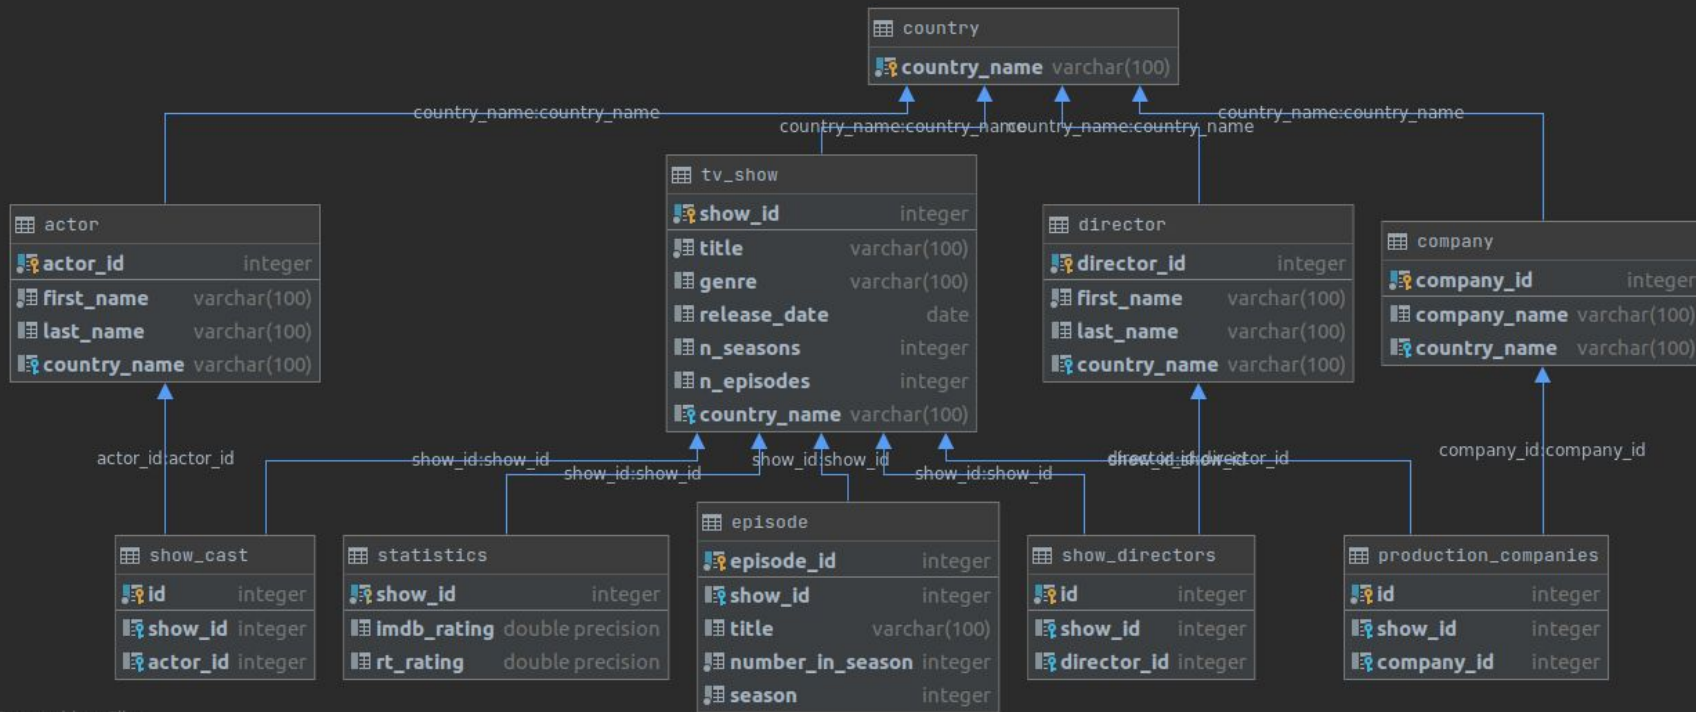 country
country_name varchar(100)
country_name:country_name
country_name:country_name
country_name:country_name
country_name:country_name
tv_show
show_id integer
title varchar(100)
genre varchar(100)
release_date date
n_seasons integer
n_episodes integer
country_name varchar(100)
actor
actor_id integer
first_name varchar(100)
last_name varchar(100)
country_name varchar(100)
director
director_id integer
first_name varchar(100)
last_name varchar(100)
country_name varchar(100)
company
company_id integer
company_name varchar(100)
country_name varchar(100)
actor_id:actor_id
show_id:show_id
show_id:show_id
show_id:show_id
show_id:show_id
director_id:director_id
show_id:show_id
company_id:company_id
show_cast
id integer
show_id integer
actor_id integer
statistics
show_id integer
imdb_rating double precision
rt_rating double precision
episode
episode_id integer
show_id integer
title varchar(100)
number_in_season integer
season integer
show_directors
id integer
show_id integer
director_id integer
production_companies
id integer
show_id integer
company_id integer